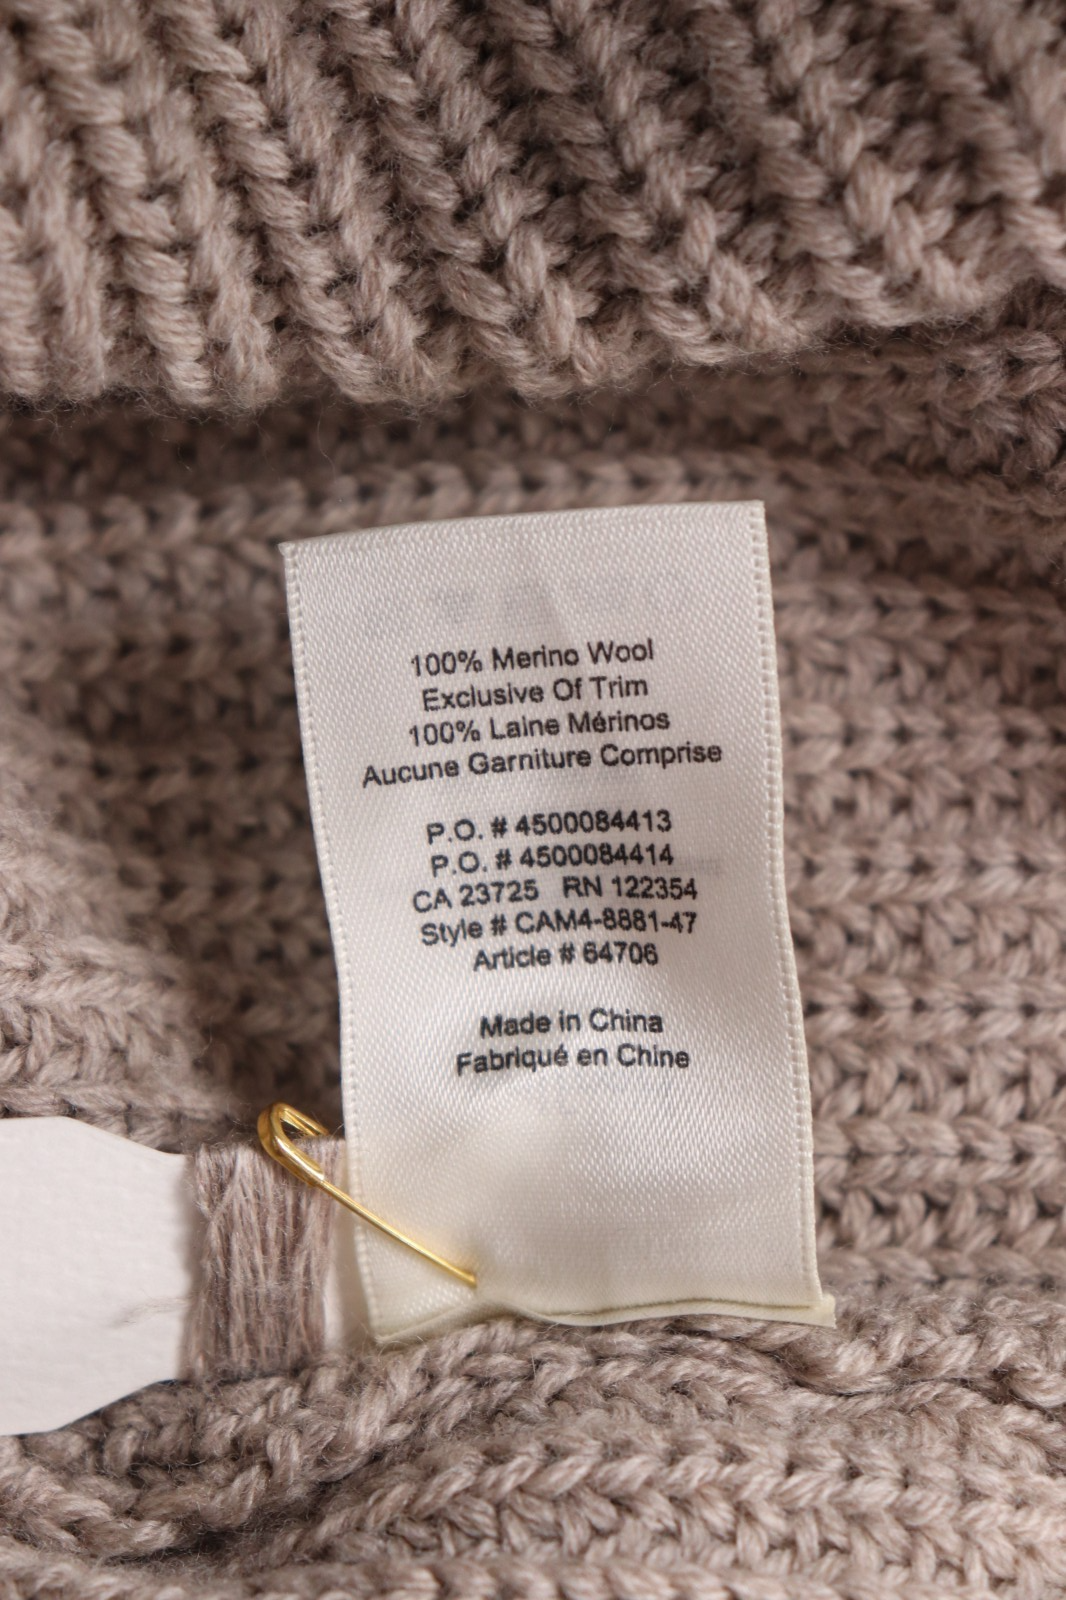 100% Merino Wool
Exclusive Of Trim
100% Laine Mérinos
Aucune Garniture Comprise
P.O. # 4500084413
P.O. # 4500084414
CA 23725 RN 122354
Style # CAM4-8881-47
Article # 64706
Made in China
Fabriqué en Chine